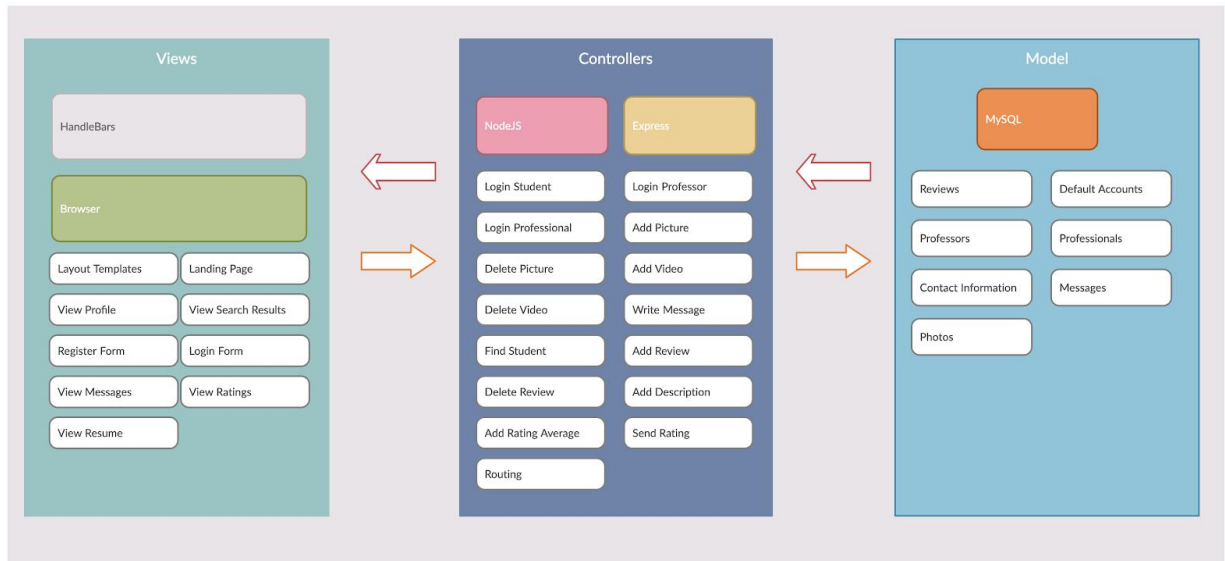 Views
HandleBars
Browser
Layout Templates
Landing Page
View Profile
View Search Results
Register Form
Login Form
View Messages
View Ratings
View Resume
Controllers
NodeJS
Express
Login Student
Login Professor
Login Professional
Add Picture
Delete Picture
Add Video
Delete Video
Write Message
Find Student
Add Review
Delete Review
Add Description
Add Rating Average
Send Rating
Routing
Model
MySQL
Reviews
Default Accounts
Professors
Professionals
Contact Information
Messages
Photos